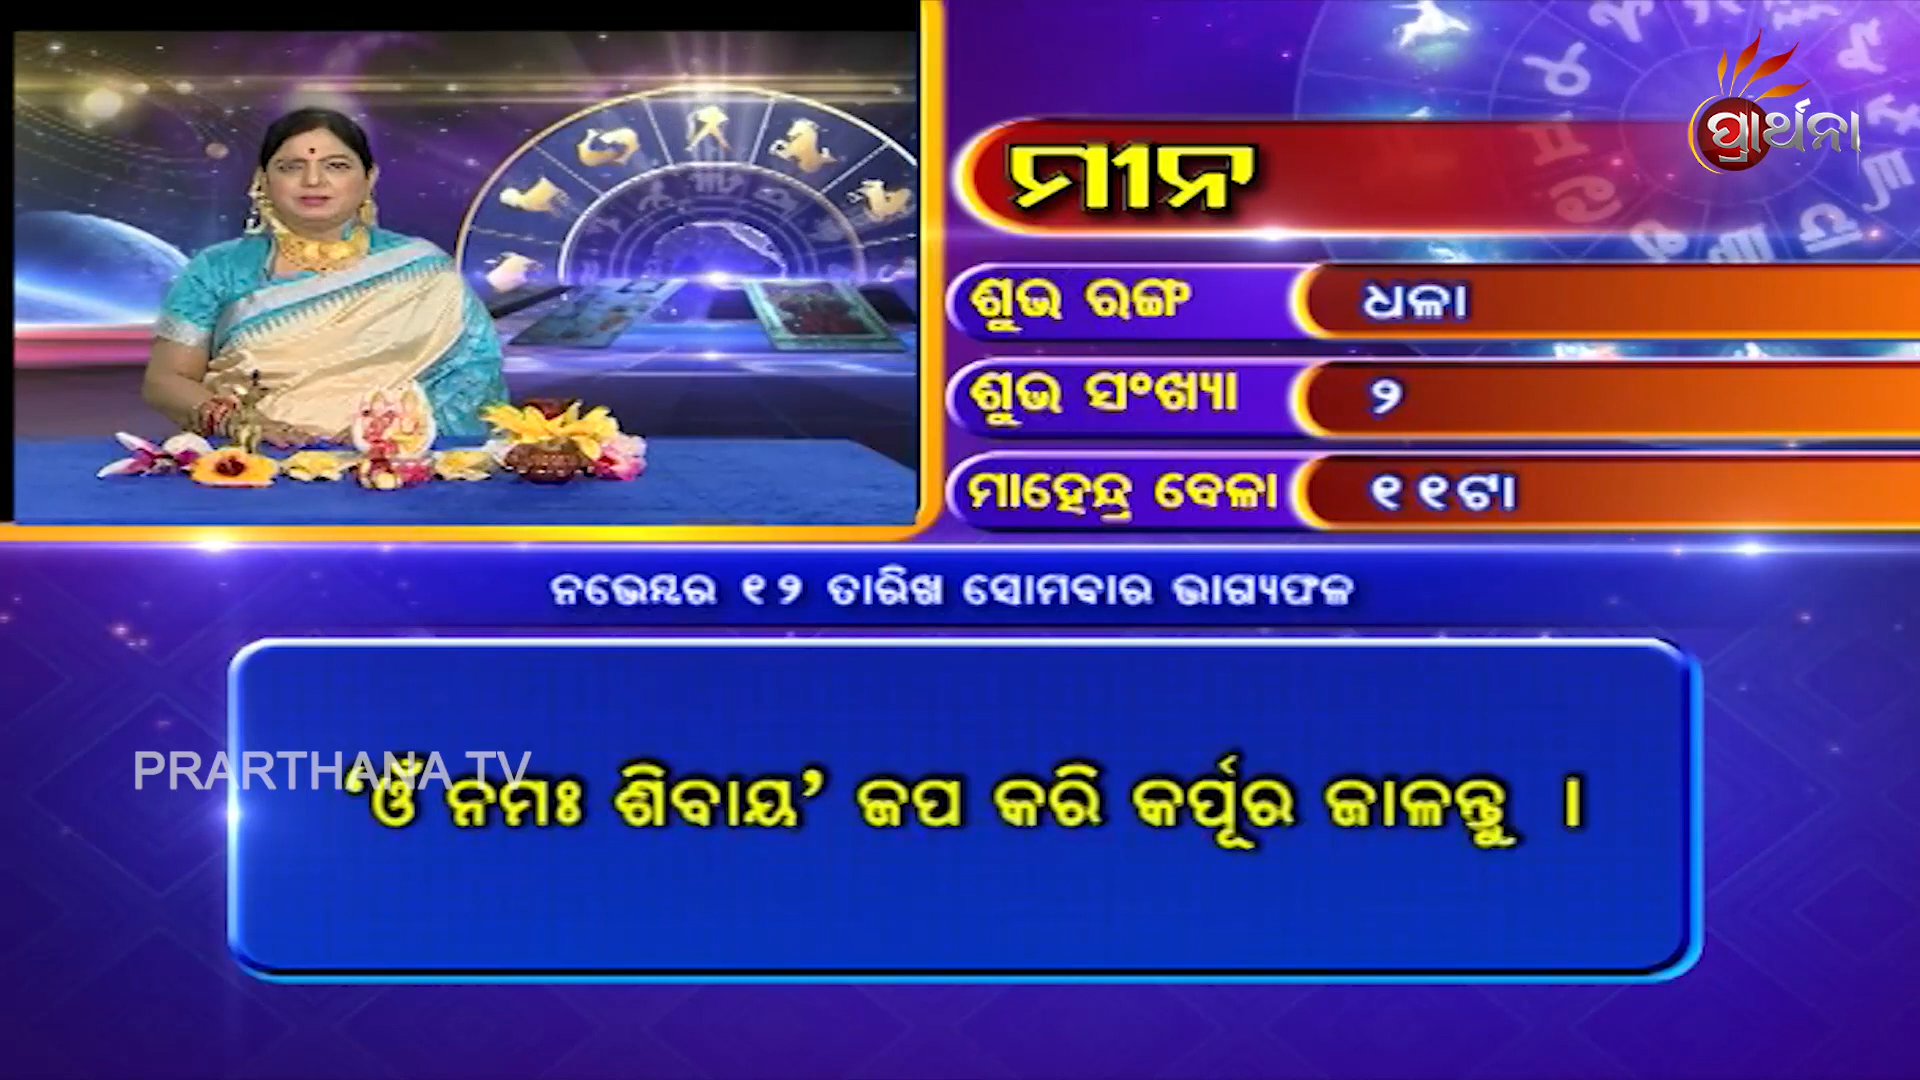 ପ୍ରାର୍ଥନା
ମୀନ
ଶୁଭ ରଙ୍ଗ ଧଳା
ଶୁଭ ସଂଖ୍ୟା ୨
ମାହେନ୍ଦ୍ର ବେଳା ୧୧ଟା
ନଭେମ୍ବର ୧୨ ତାରିଖ ସୋମବାର ଭାଗ୍ୟଫଳ
PRARTHANA TV
‘ଓଁ ନମଃ ଶିବାୟ’ ଜପ କରି କର୍ପୂର ଜାଳନ୍ତୁ ।